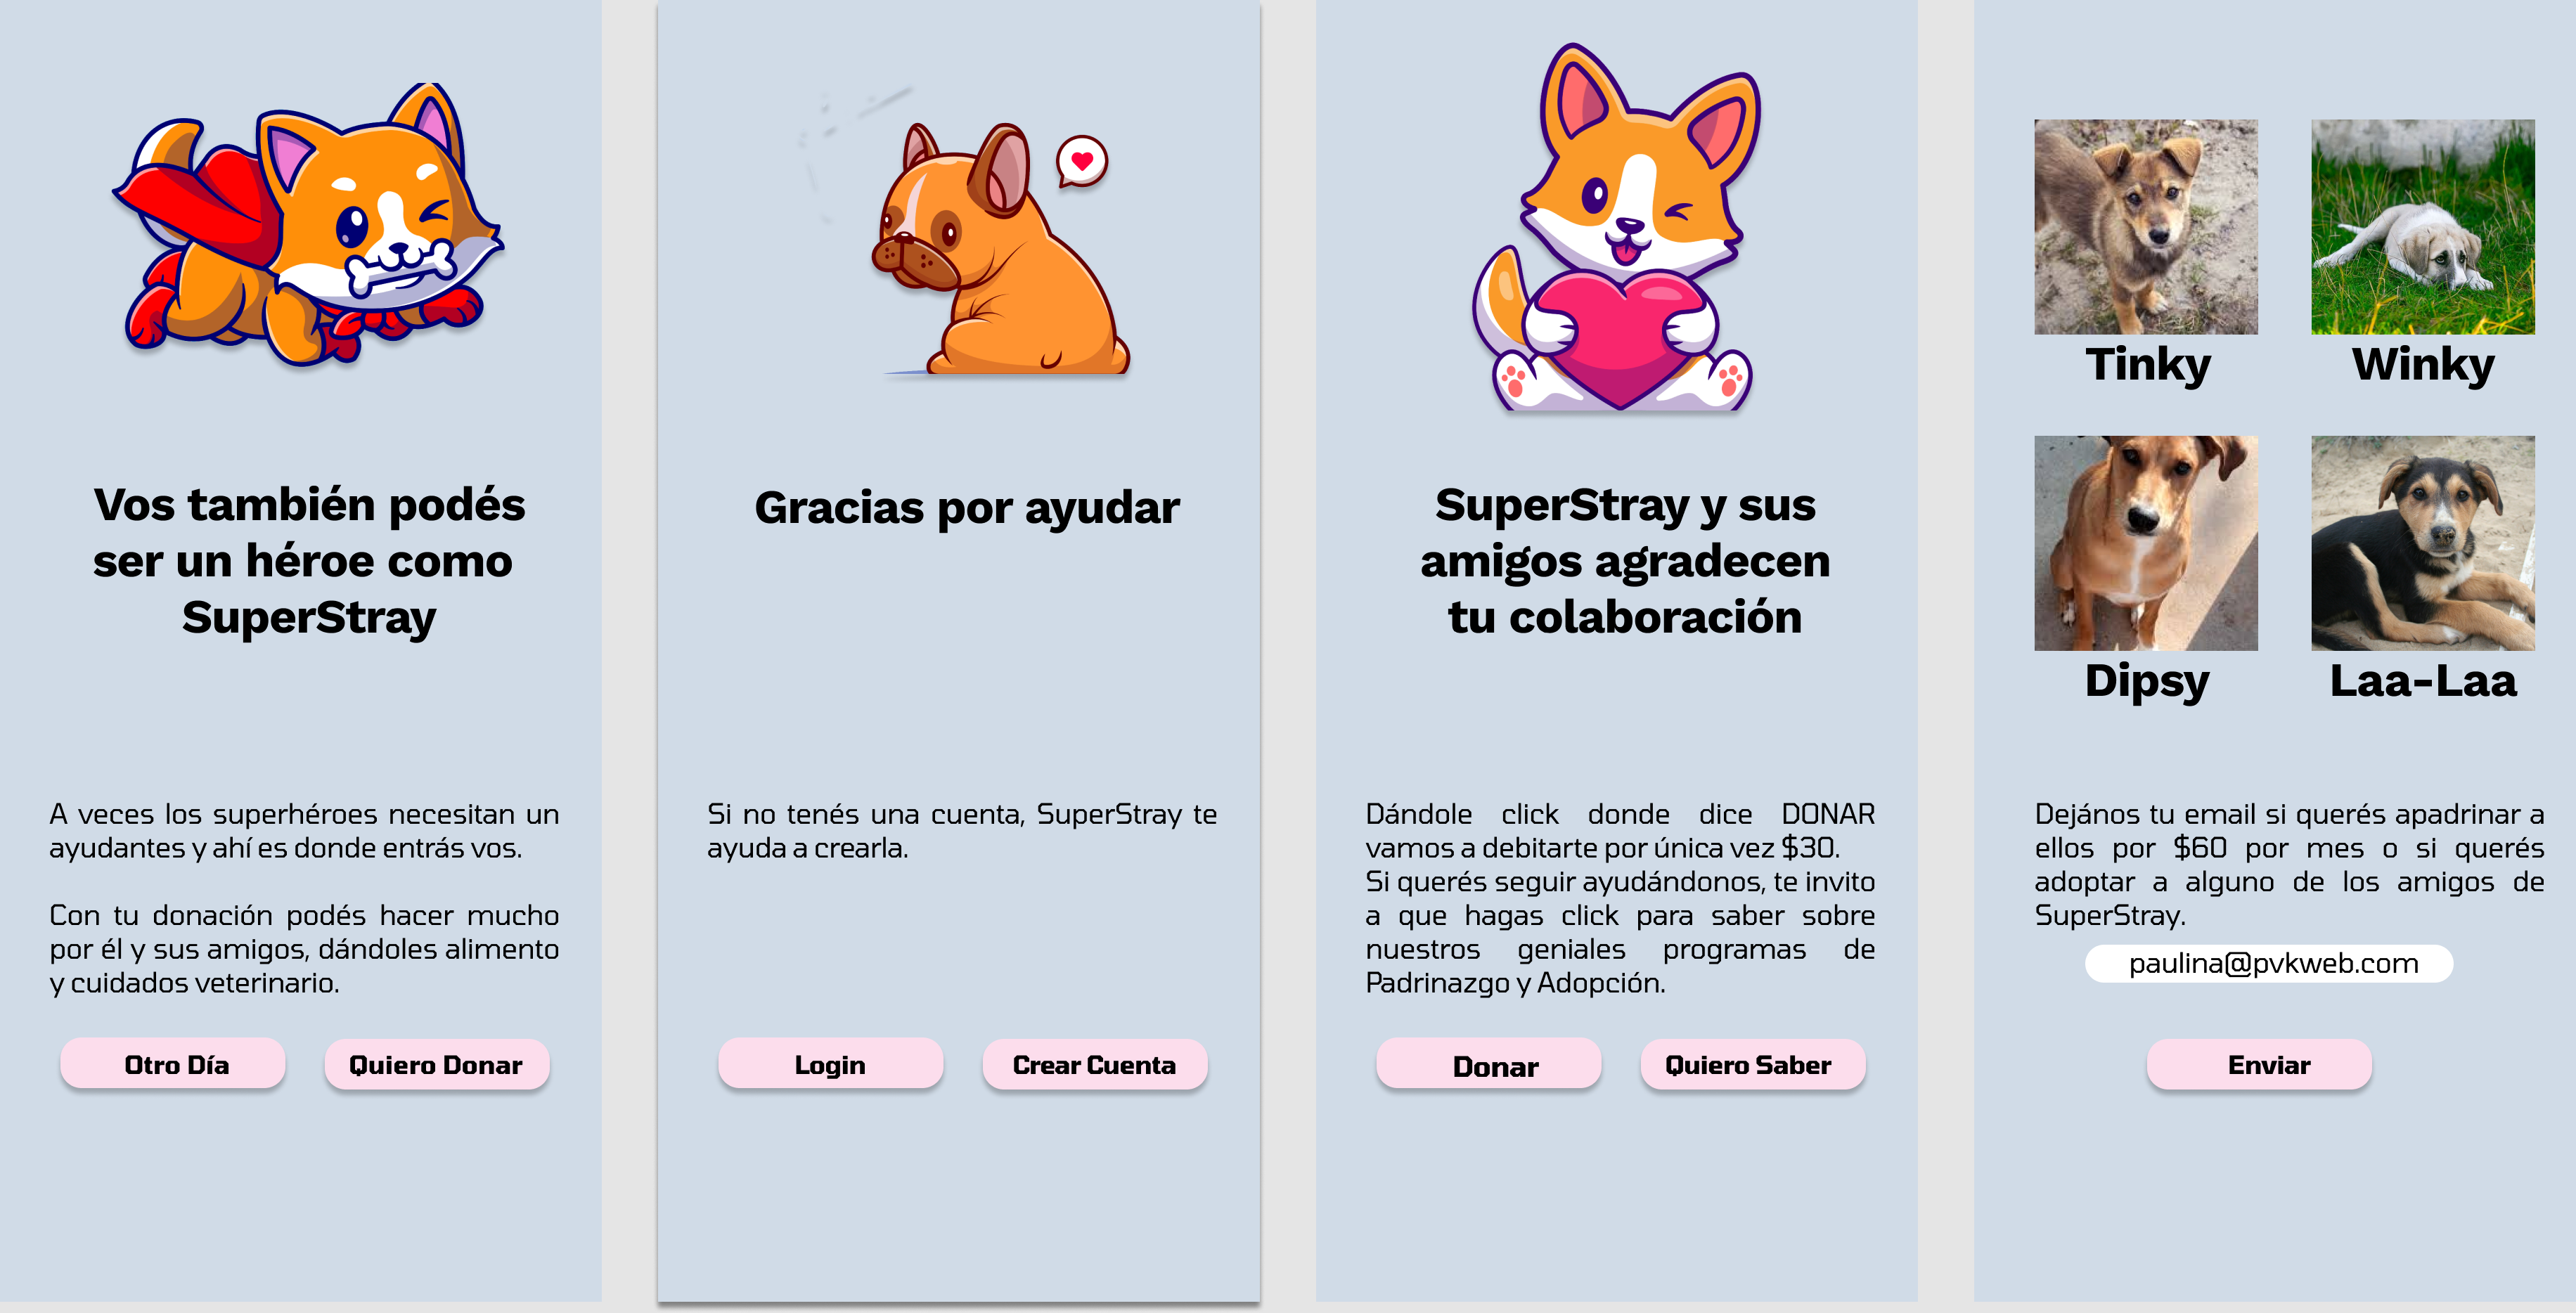 Vos también podés
ser un héroe como
SuperStray
A veces los superhéroes necesitan un
ayudantes y ahí es donde entrás vos.
Con tu donación podés hacer mucho
por él y sus amigos, dándoles alimento
y cuidados veterinario.
Otro Día
Quiero Donar
Gracias por ayudar
Si no tenés una cuenta, SuperStray te
ayuda a crearla.
Login
Crear Cuenta
SuperStray y sus
amigos agradecen
tu colaboración
Dándole click donde dice DONAR
vamos a debitarte por única vez $30.
Si querés seguir ayudándonos, te invito
a que hagas click para saber sobre
nuestros geniales programas de
Padrinazgo y Adopción.
Donar
Quiero Saber
Tinky
Winky
Dipsy
Laa-Laa
Dejános tu email si querés apadrinar a
ellos por $60 por mes o si querés
adoptar a alguno de los amigos de
SuperStray.
paulina@pvkweb.com
Enviar